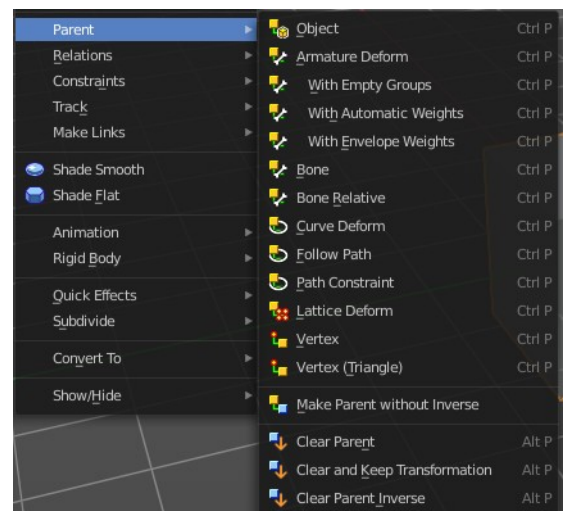 Parent
Relations
Constraints
Track
Make Links
Shade Smooth
Shade Flat
Animation
Rigid Body
Quick Effects
Subdivide
Convert To
Show/Hide
Object Ctrl P
Armature Deform Ctrl P
With Empty Groups Ctrl P
With Automatic Weights Ctrl P
With Envelope Weights Ctrl P
Bone Ctrl P
Bone Relative Ctrl P
Curve Deform Ctrl P
Follow Path Ctrl P
Path Constraint Ctrl P
Lattice Deform Ctrl P
Vertex Ctrl P
Vertex (Triangle) Ctrl P
Make Parent without Inverse
Clear Parent Alt P
Clear and Keep Transformation Alt P
Clear Parent Inverse Alt P